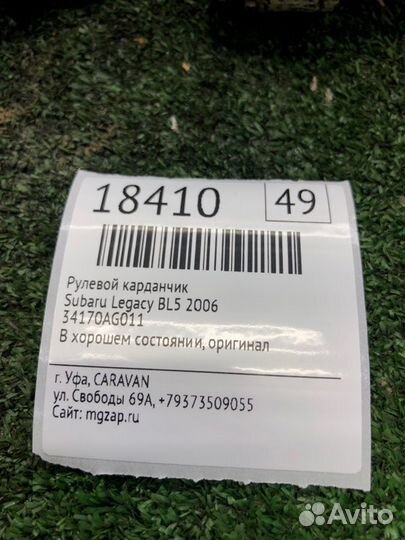 18410
49
Рулевой карданчик
Subaru Legacy BL5 2006
34170AG011
В хорошем состоянии, оригинал
г. Уфа, CARAVAN
ул. Свободы 69А, +79373509055
Сайт: mgzap.ru
Avito